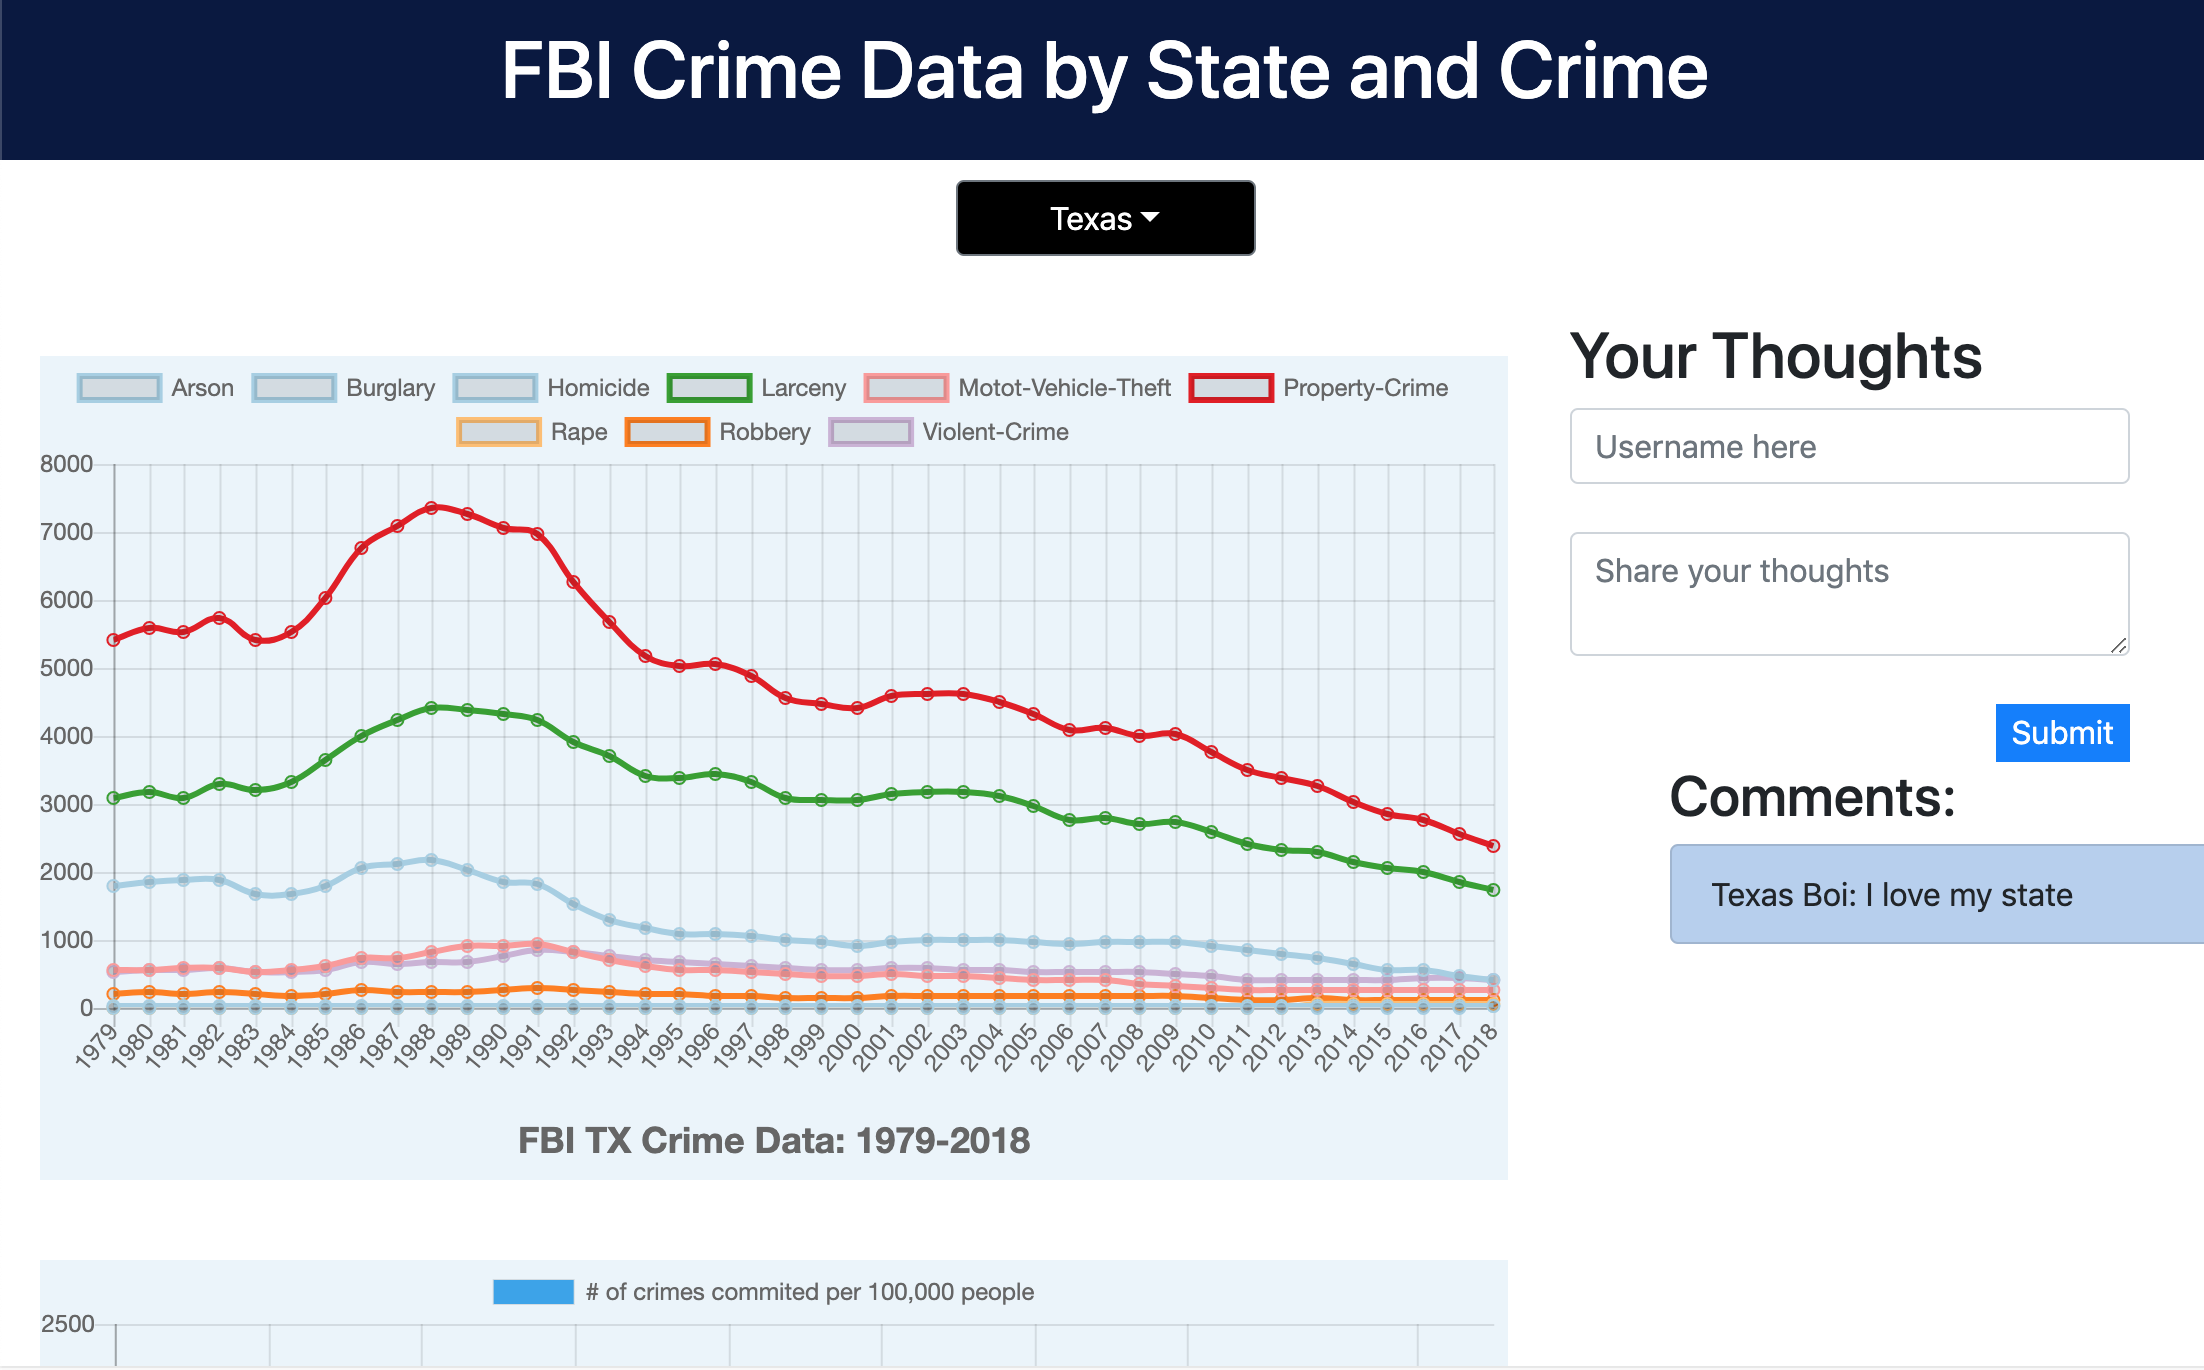 FBI Crime Data by State and Crime
Texas
Arson Burglary Homicide Larceny Motot-Vehicle-Theft Property-Crime
Rape Robbery Violent-Crime
8000
7000
6000
5000
4000
3000
2000
1000
0
1979 1980 1981 1982 1983 1984 1985 1986 1987 1988 1989 1990 1991 1992 1993 1994 1995 1996 1997 1998 1999 2000 2001 2002 2003 2004 2005 2006 2007 2008 2009 2010 2011 2012 2013 2014 2015 2016 2017 2018
FBI TX Crime Data: 1979-2018
# of crimes commited per 100,000 people
2500
Your Thoughts
Username here
Share your thoughts
Submit
Comments:
Texas Boi: I love my state